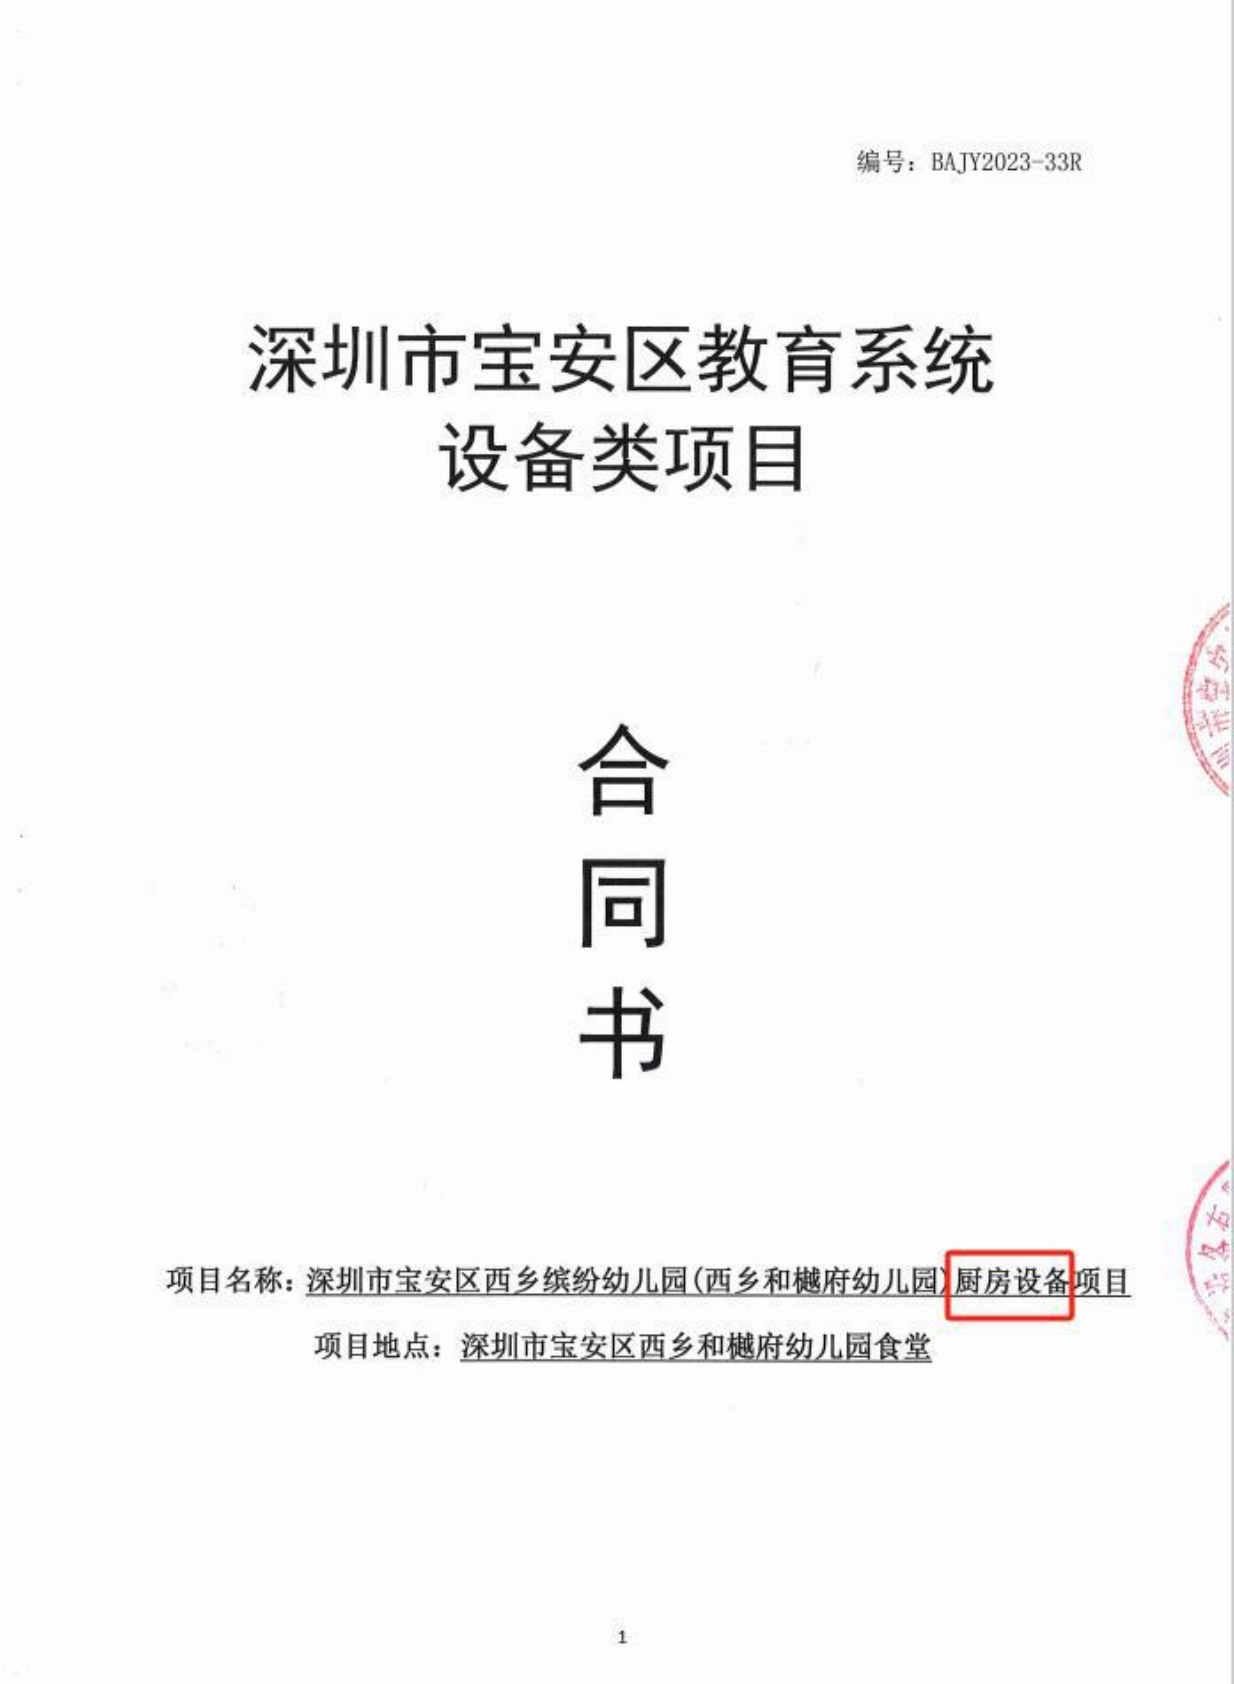 编号：BAJY2023-33R
深圳市宝安区教育系统
设备类项目
合
同
书
项目名称：深圳市宝安区西乡缤纷幼儿园(西乡和樾府幼儿园)厨房设备项目
项目地点：深圳市宝安区西乡和樾府幼儿园食堂
1